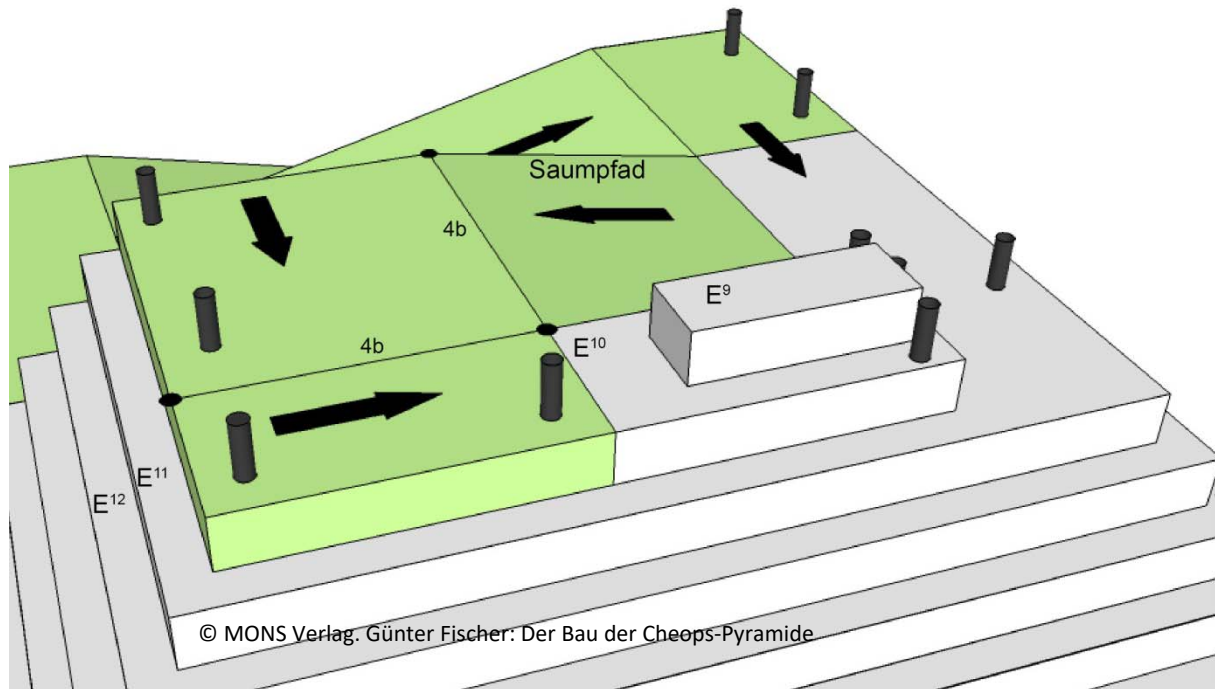 Saumpfad
4b
E⁹
E¹⁰
4b
E¹¹
E¹²
© MONS Verlag. Günter Fischer: Der Bau der Cheops-Pyramide